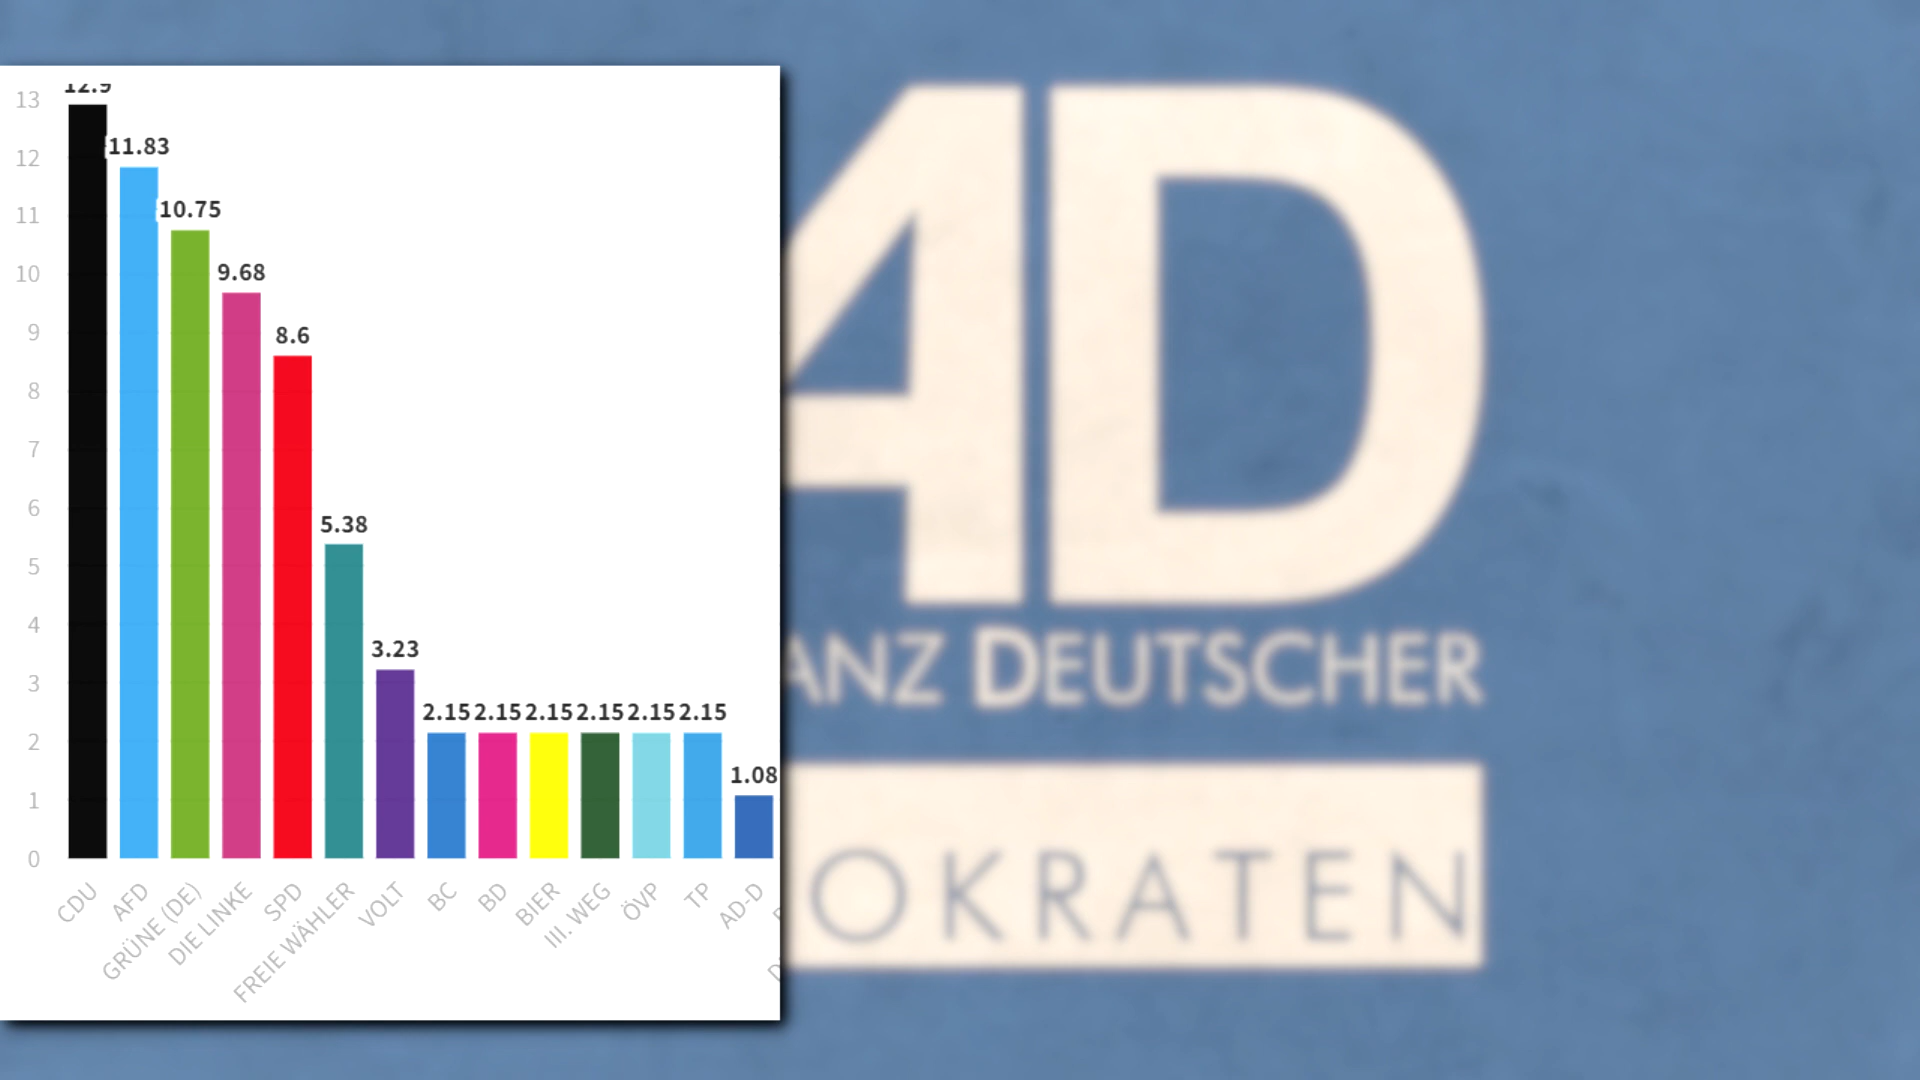 12.9
13
11.83
12
10.75
11
9.68
10
8.6
9
8
7
6
5.38
5
4
3.23
3
2.15 2.15 2.15 2.15 2.15 2.15
2
1.08
1
0
CDU
AFD
GRÜNE (DE)
DIE LINKE
SPD
FREIE WÄHLER
VOLT
BC
BD
BIER
III. WEG
ÖVP
TP
AD-D
AD
ANZ DEUTSCHER
OKRATEN